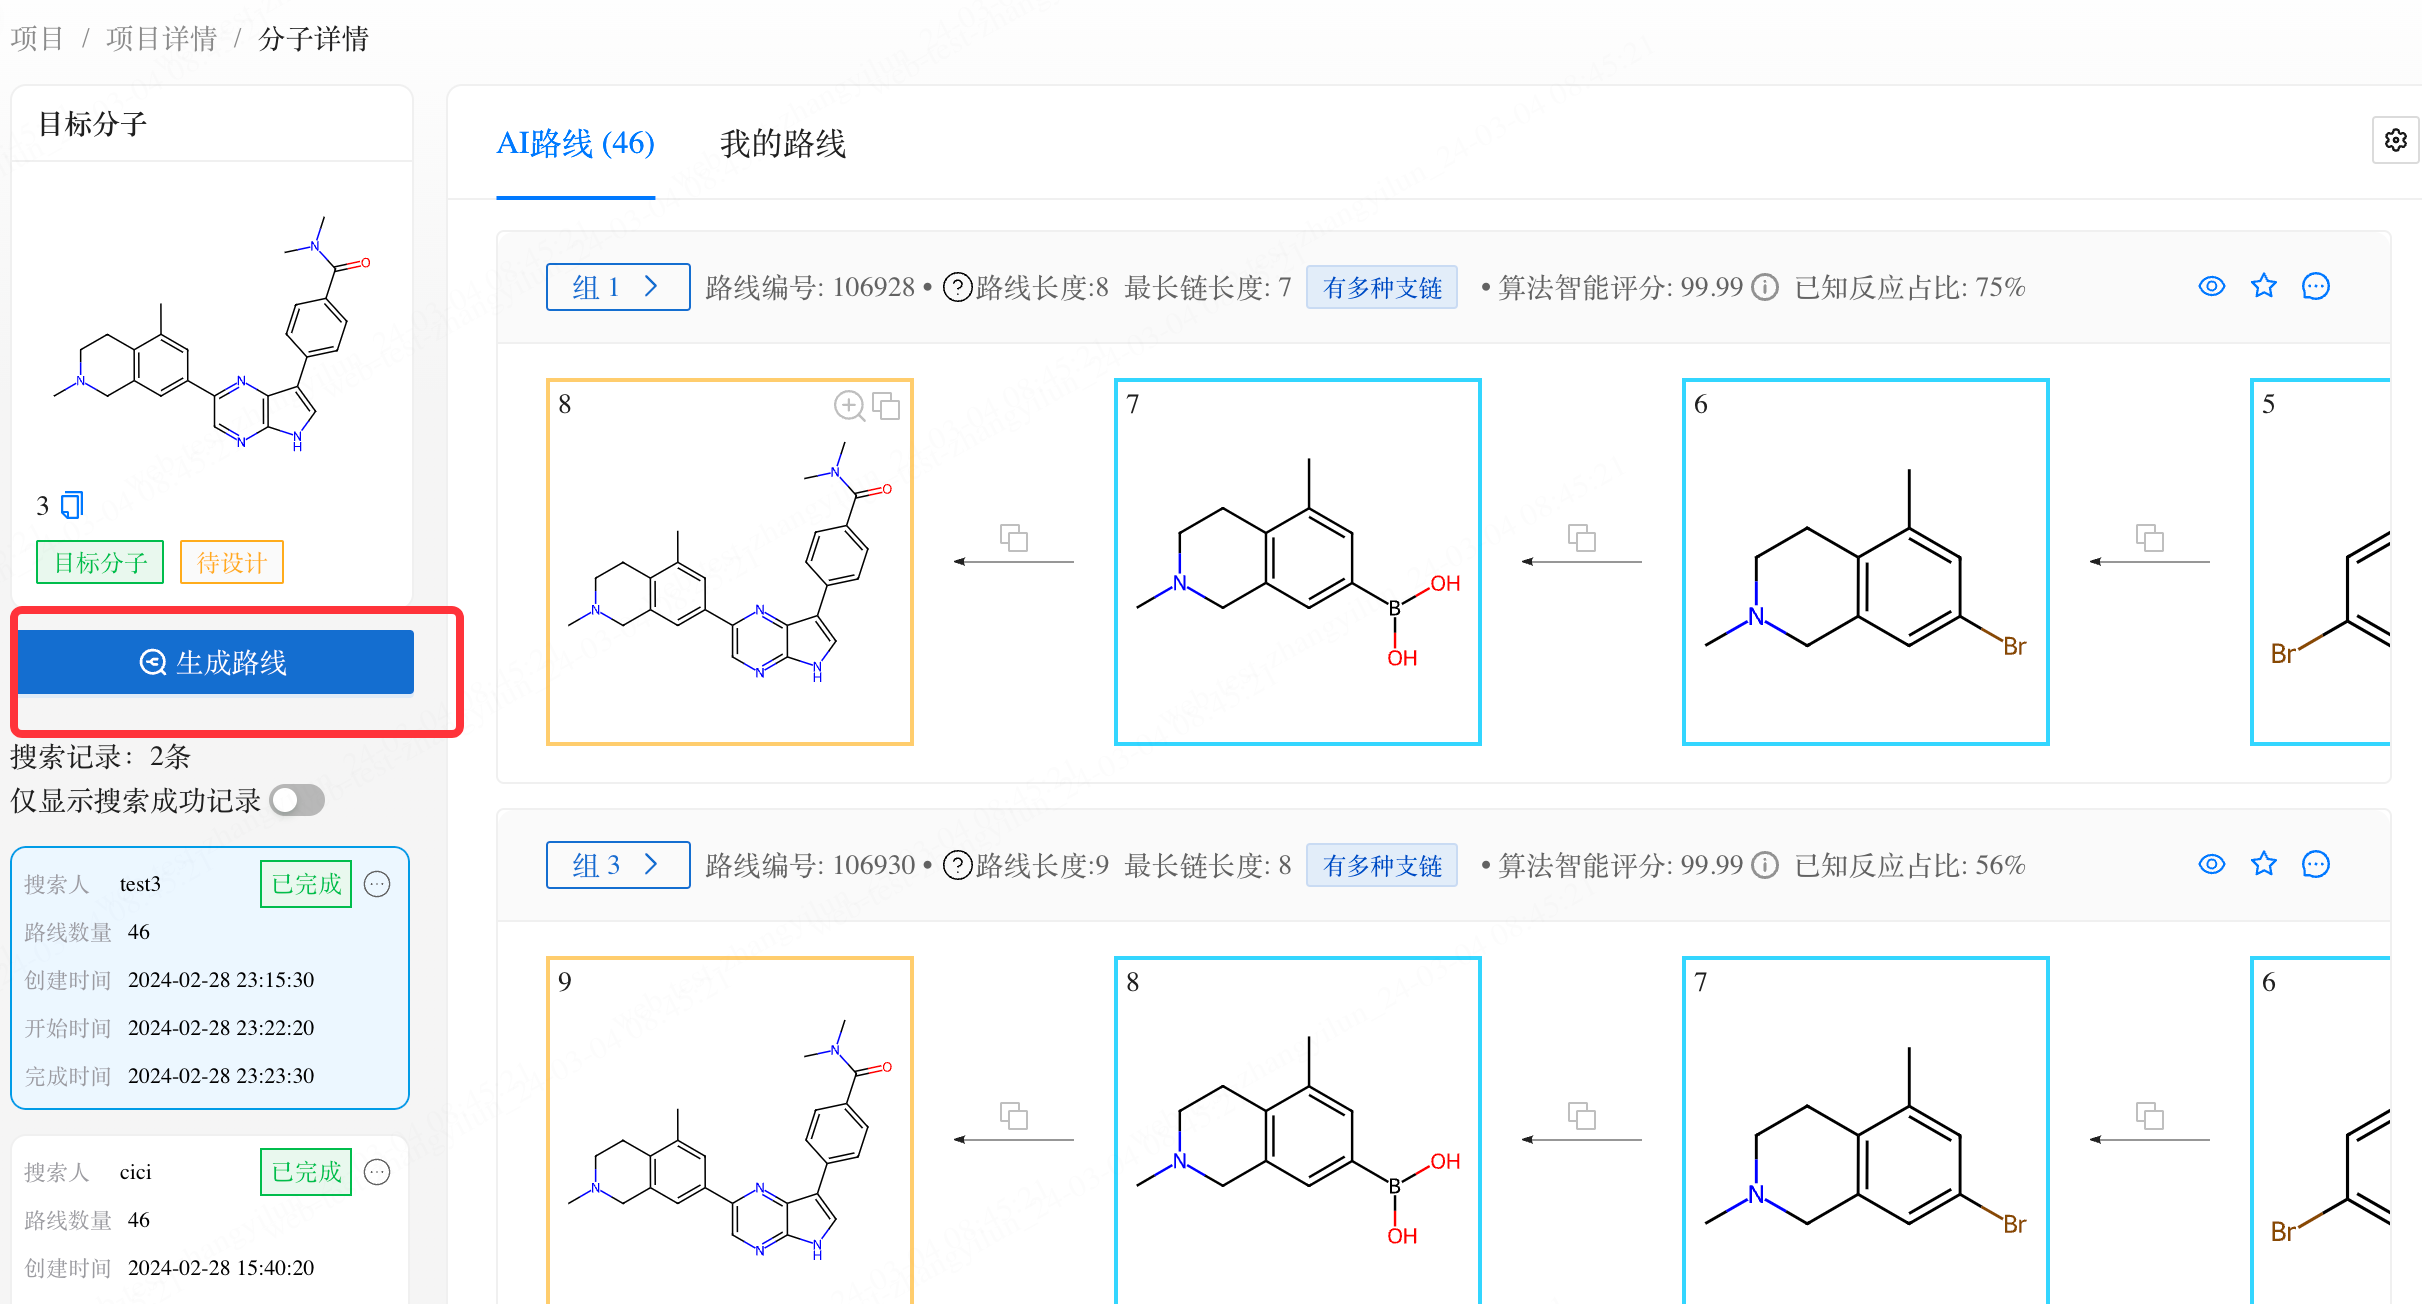 项目 / 项目详情 / 分子详情
目标分子
N
O
N
N
N
N
H
3
目标分子 待设计
生成路线
搜索记录：2条
仅显示搜索成功记录
搜索人 test3 已完成
路线数量 46
创建时间 2024-02-28 23:15:30
开始时间 2024-02-28 23:22:20
完成时间 2024-02-28 23:23:30
搜索人 cici 已完成
路线数量 46
创建时间 2024-02-28 15:40:20
AI路线 (46) 我的路线
组 1 路线编号: 106928 • 路线长度:8 最长链长度: 7 有多种支链 • 算法智能评分: 99.99 已知反应占比: 75%
8
N
O
N
N
N
N
H
7
N
B
OH
OH
6
N
Br
5
Br
组 3 路线编号: 106930 • 路线长度:9 最长链长度: 8 有多种支链 • 算法智能评分: 99.99 已知反应占比: 56%
9
N
O
N
N
N
N
H
8
N
B
OH
OH
7
N
Br
6
Br